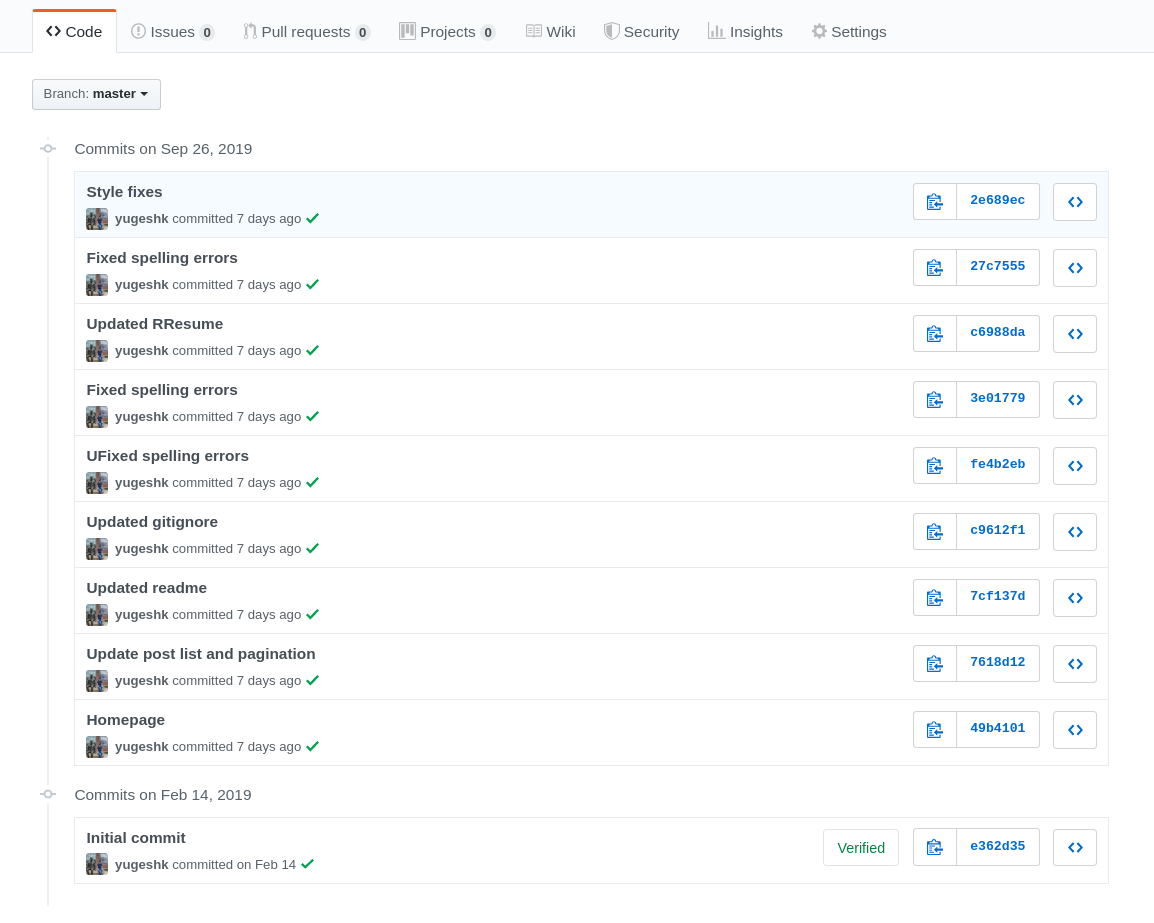 Code Issues 0 Pull requests 0 Projects 0 Wiki Security Insights Settings
Branch: master
Commits on Sep 26, 2019
Style fixes
yugeshk committed 7 days ago
2e689ec
Fixed spelling errors
yugeshk committed 7 days ago
27c7555
Updated RResume
yugeshk committed 7 days ago
c6988da
Fixed spelling errors
yugeshk committed 7 days ago
3e01779
UFixed spelling errors
yugeshk committed 7 days ago
fe4b2eb
Updated gitignore
yugeshk committed 7 days ago
c9612f1
Updated readme
yugeshk committed 7 days ago
7cf137d
Update post list and pagination
yugeshk committed 7 days ago
7618d12
Homepage
yugeshk committed 7 days ago
49b4101
Commits on Feb 14, 2019
Initial commit
yugeshk committed on Feb 14
Verified
e362d35